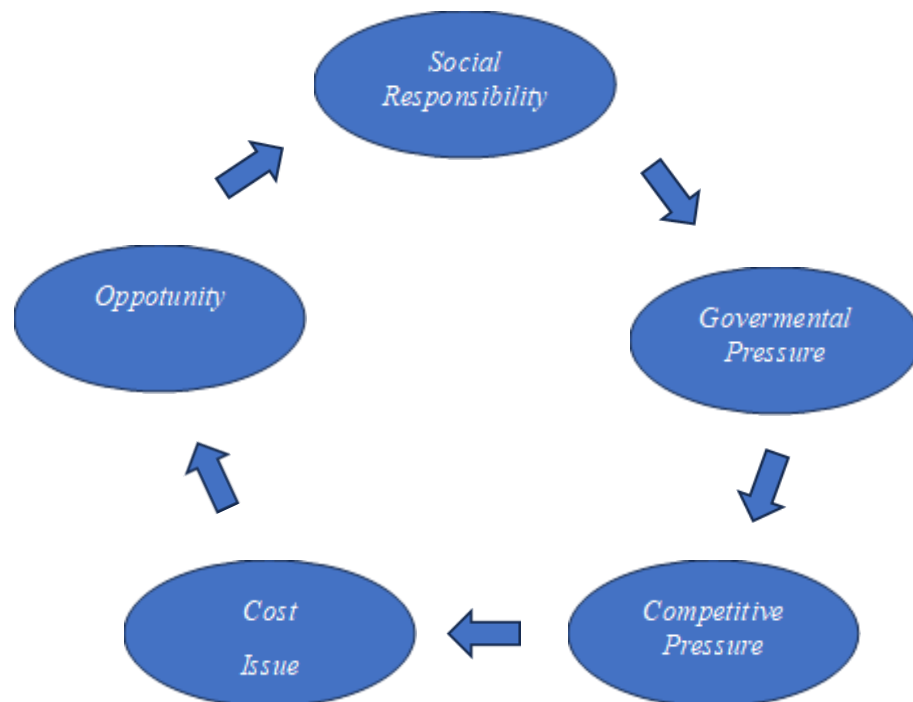 Social
Responsibility
Oppotunity
Govermental
Pressure
Cost
Issue
Competitive
Pressure